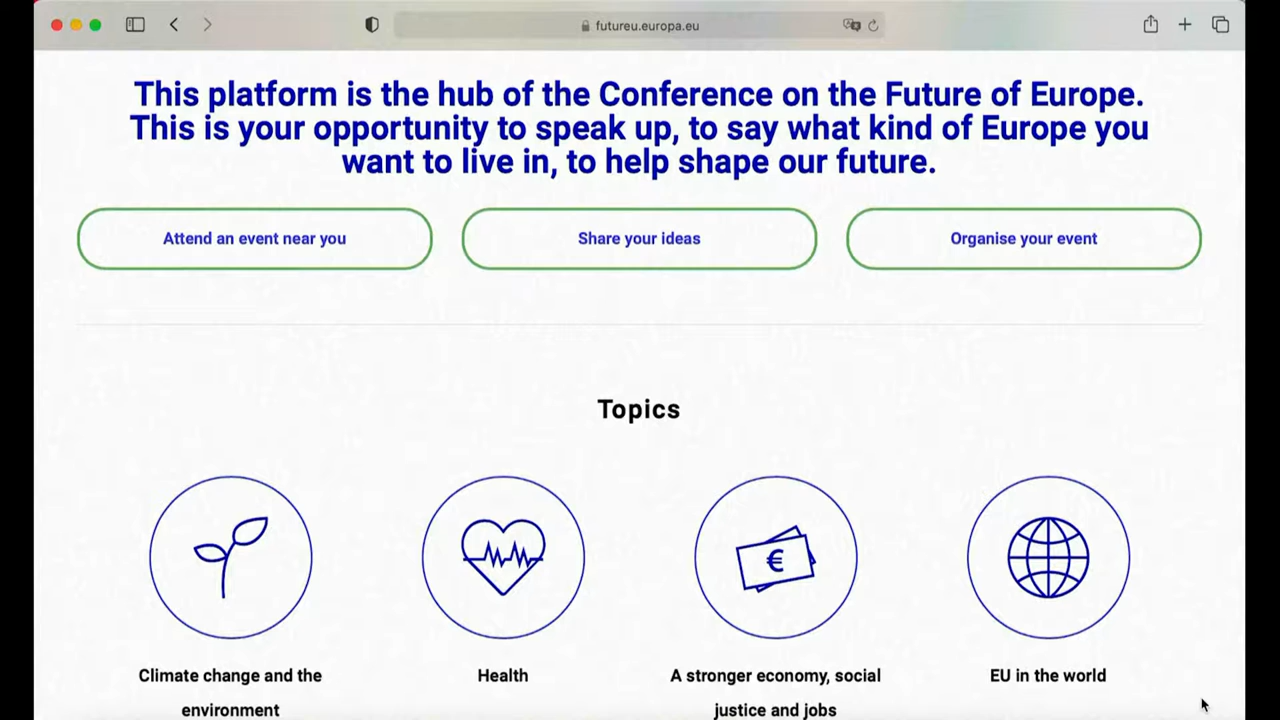 futureu.europa.eu
This platform is the hub of the Conference on the Future of Europe.
This is your opportunity to speak up, to say what kind of Europe you
want to live in, to help shape our future.
Attend an event near you
Share your ideas
Organise your event
Topics
€
Climate change and the
environment
Health
A stronger economy, social
justice and jobs
EU in the world